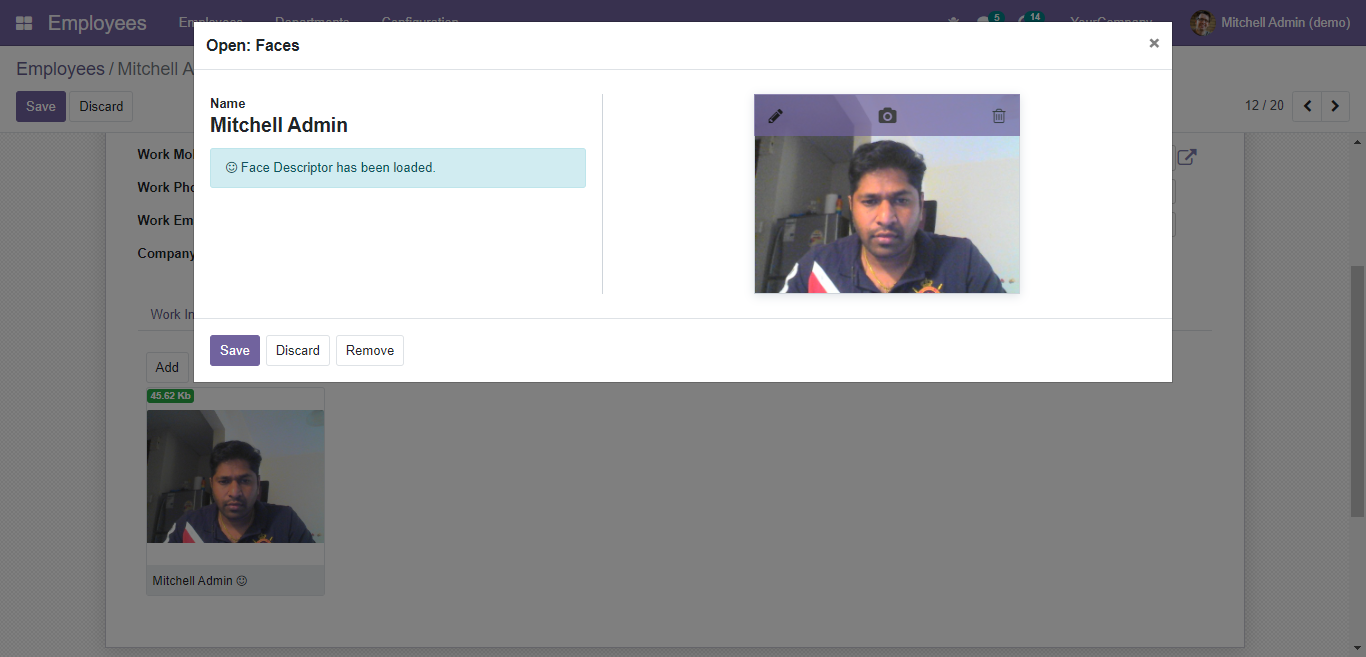 Employees
Employees Departments Configuration
5 14 YourCompany Mitchell Admin (demo)
Open: Faces ×
Employees / Mitchell A
Save Discard
12 / 20
Name
Mitchell Admin
☺ Face Descriptor has been loaded.
Work Mo
Work Pho
Work Em
Company
Work In
Save Discard Remove
Add
45.62 Kb
Mitchell Admin ☺